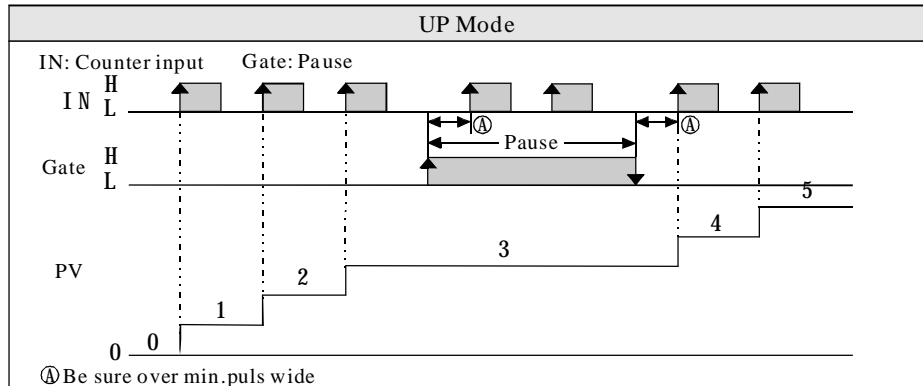 UP Mode
IN: Counter input Gate: Pause
IN H
L
Ⓐ Ⓐ
Pause
Gate H
L
5
4
3
PV
2
1
0 0
Ⓐ Be sure over min.puls wide